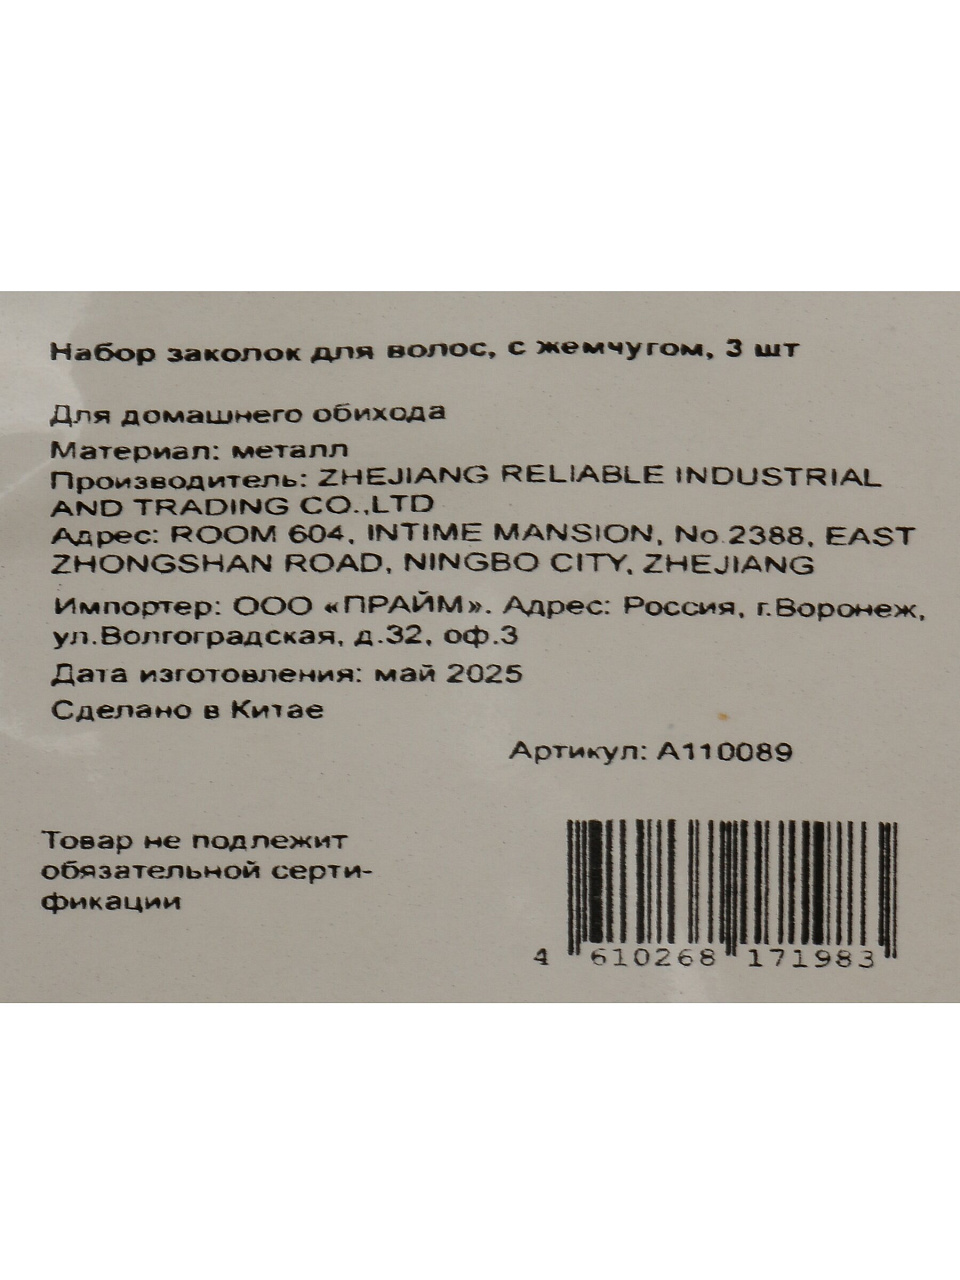 Набор заколок для волос, с жемчугом, 3 шт
Для домашнего обихода
Материал: металл
Производитель: ZHEJIANG RELIABLE INDUSTRIAL
AND TRADING CO.,LTD
Адрес: ROOM 604, INTIME MANSION, No.2388, EAST
ZHONGSHAN ROAD, NINGBO CITY, ZHEJIANG
Импортер: ООО «ПРАЙМ». Адрес: Россия, г.Воронеж,
ул.Волгоградская, д.32, оф.3
Дата изготовления: май 2025
Сделано в Китае
Артикул: А110089
Товар не подлежит
обязательной серти-
фикации
4 610268 171983